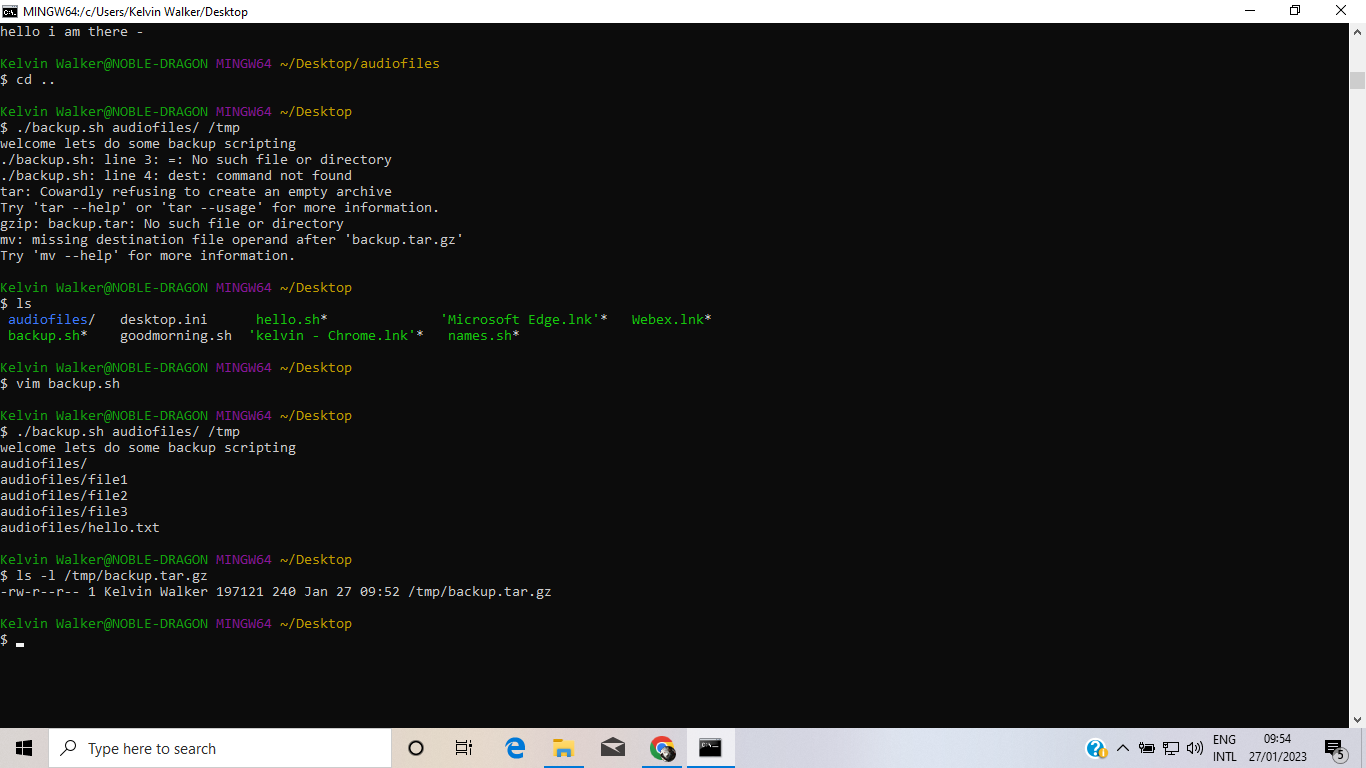 MINGW64:/c/Users/Kelvin Walker/Desktop
hello i am there -
Kelvin Walker@NOBLE-DRAGON MINGW64 ~/Desktop/audiofiles
$ cd ..
Kelvin Walker@NOBLE-DRAGON MINGW64 ~/Desktop
$ ./backup.sh audiofiles/ /tmp
welcome lets do some backup scripting
./backup.sh: line 3: =: No such file or directory
./backup.sh: line 4: dest: command not found
tar: Cowardly refusing to create an empty archive
Try 'tar --help' or 'tar --usage' for more information.
gzip: backup.tar: No such file or directory
mv: missing destination file operand after 'backup.tar.gz'
Try 'mv --help' for more information.
Kelvin Walker@NOBLE-DRAGON MINGW64 ~/Desktop
$ ls
audiofiles/ desktop.ini hello.sh* 'Microsoft Edge.lnk'* Webex.lnk*
backup.sh* goodmorning.sh 'kelvin - Chrome.lnk'* names.sh*
Kelvin Walker@NOBLE-DRAGON MINGW64 ~/Desktop
$ vim backup.sh
Kelvin Walker@NOBLE-DRAGON MINGW64 ~/Desktop
$ ./backup.sh audiofiles/ /tmp
welcome lets do some backup scripting
audiofiles/
audiofiles/file1
audiofiles/file2
audiofiles/file3
audiofiles/hello.txt
Kelvin Walker@NOBLE-DRAGON MINGW64 ~/Desktop
$ ls -l /tmp/backup.tar.gz
-rw-r--r-- 1 Kelvin Walker 197121 240 Jan 27 09:52 /tmp/backup.tar.gz
Kelvin Walker@NOBLE-DRAGON MINGW64 ~/Desktop
$
Type here to search
ENG 09:54
INTL 27/01/2023
5